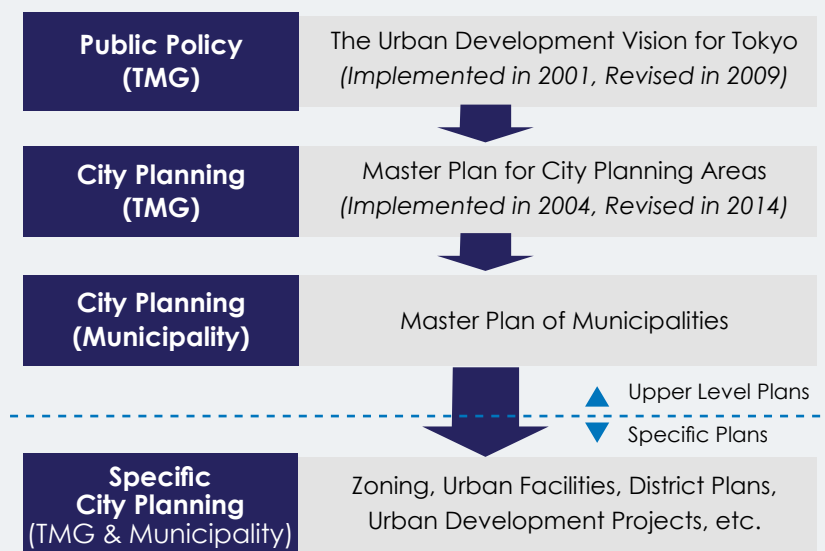 Public Policy
(TMG)
The Urban Development Vision for Tokyo
(Implemented in 2001, Revised in 2009)
City Planning
(TMG)
Master Plan for City Planning Areas
(Implemented in 2004, Revised in 2014)
City Planning
(Municipality)
Master Plan of Municipalities
Upper Level Plans
Specific Plans
Specific
City Planning
(TMG & Municipality)
Zoning, Urban Facilities, District Plans,
Urban Development Projects, etc.